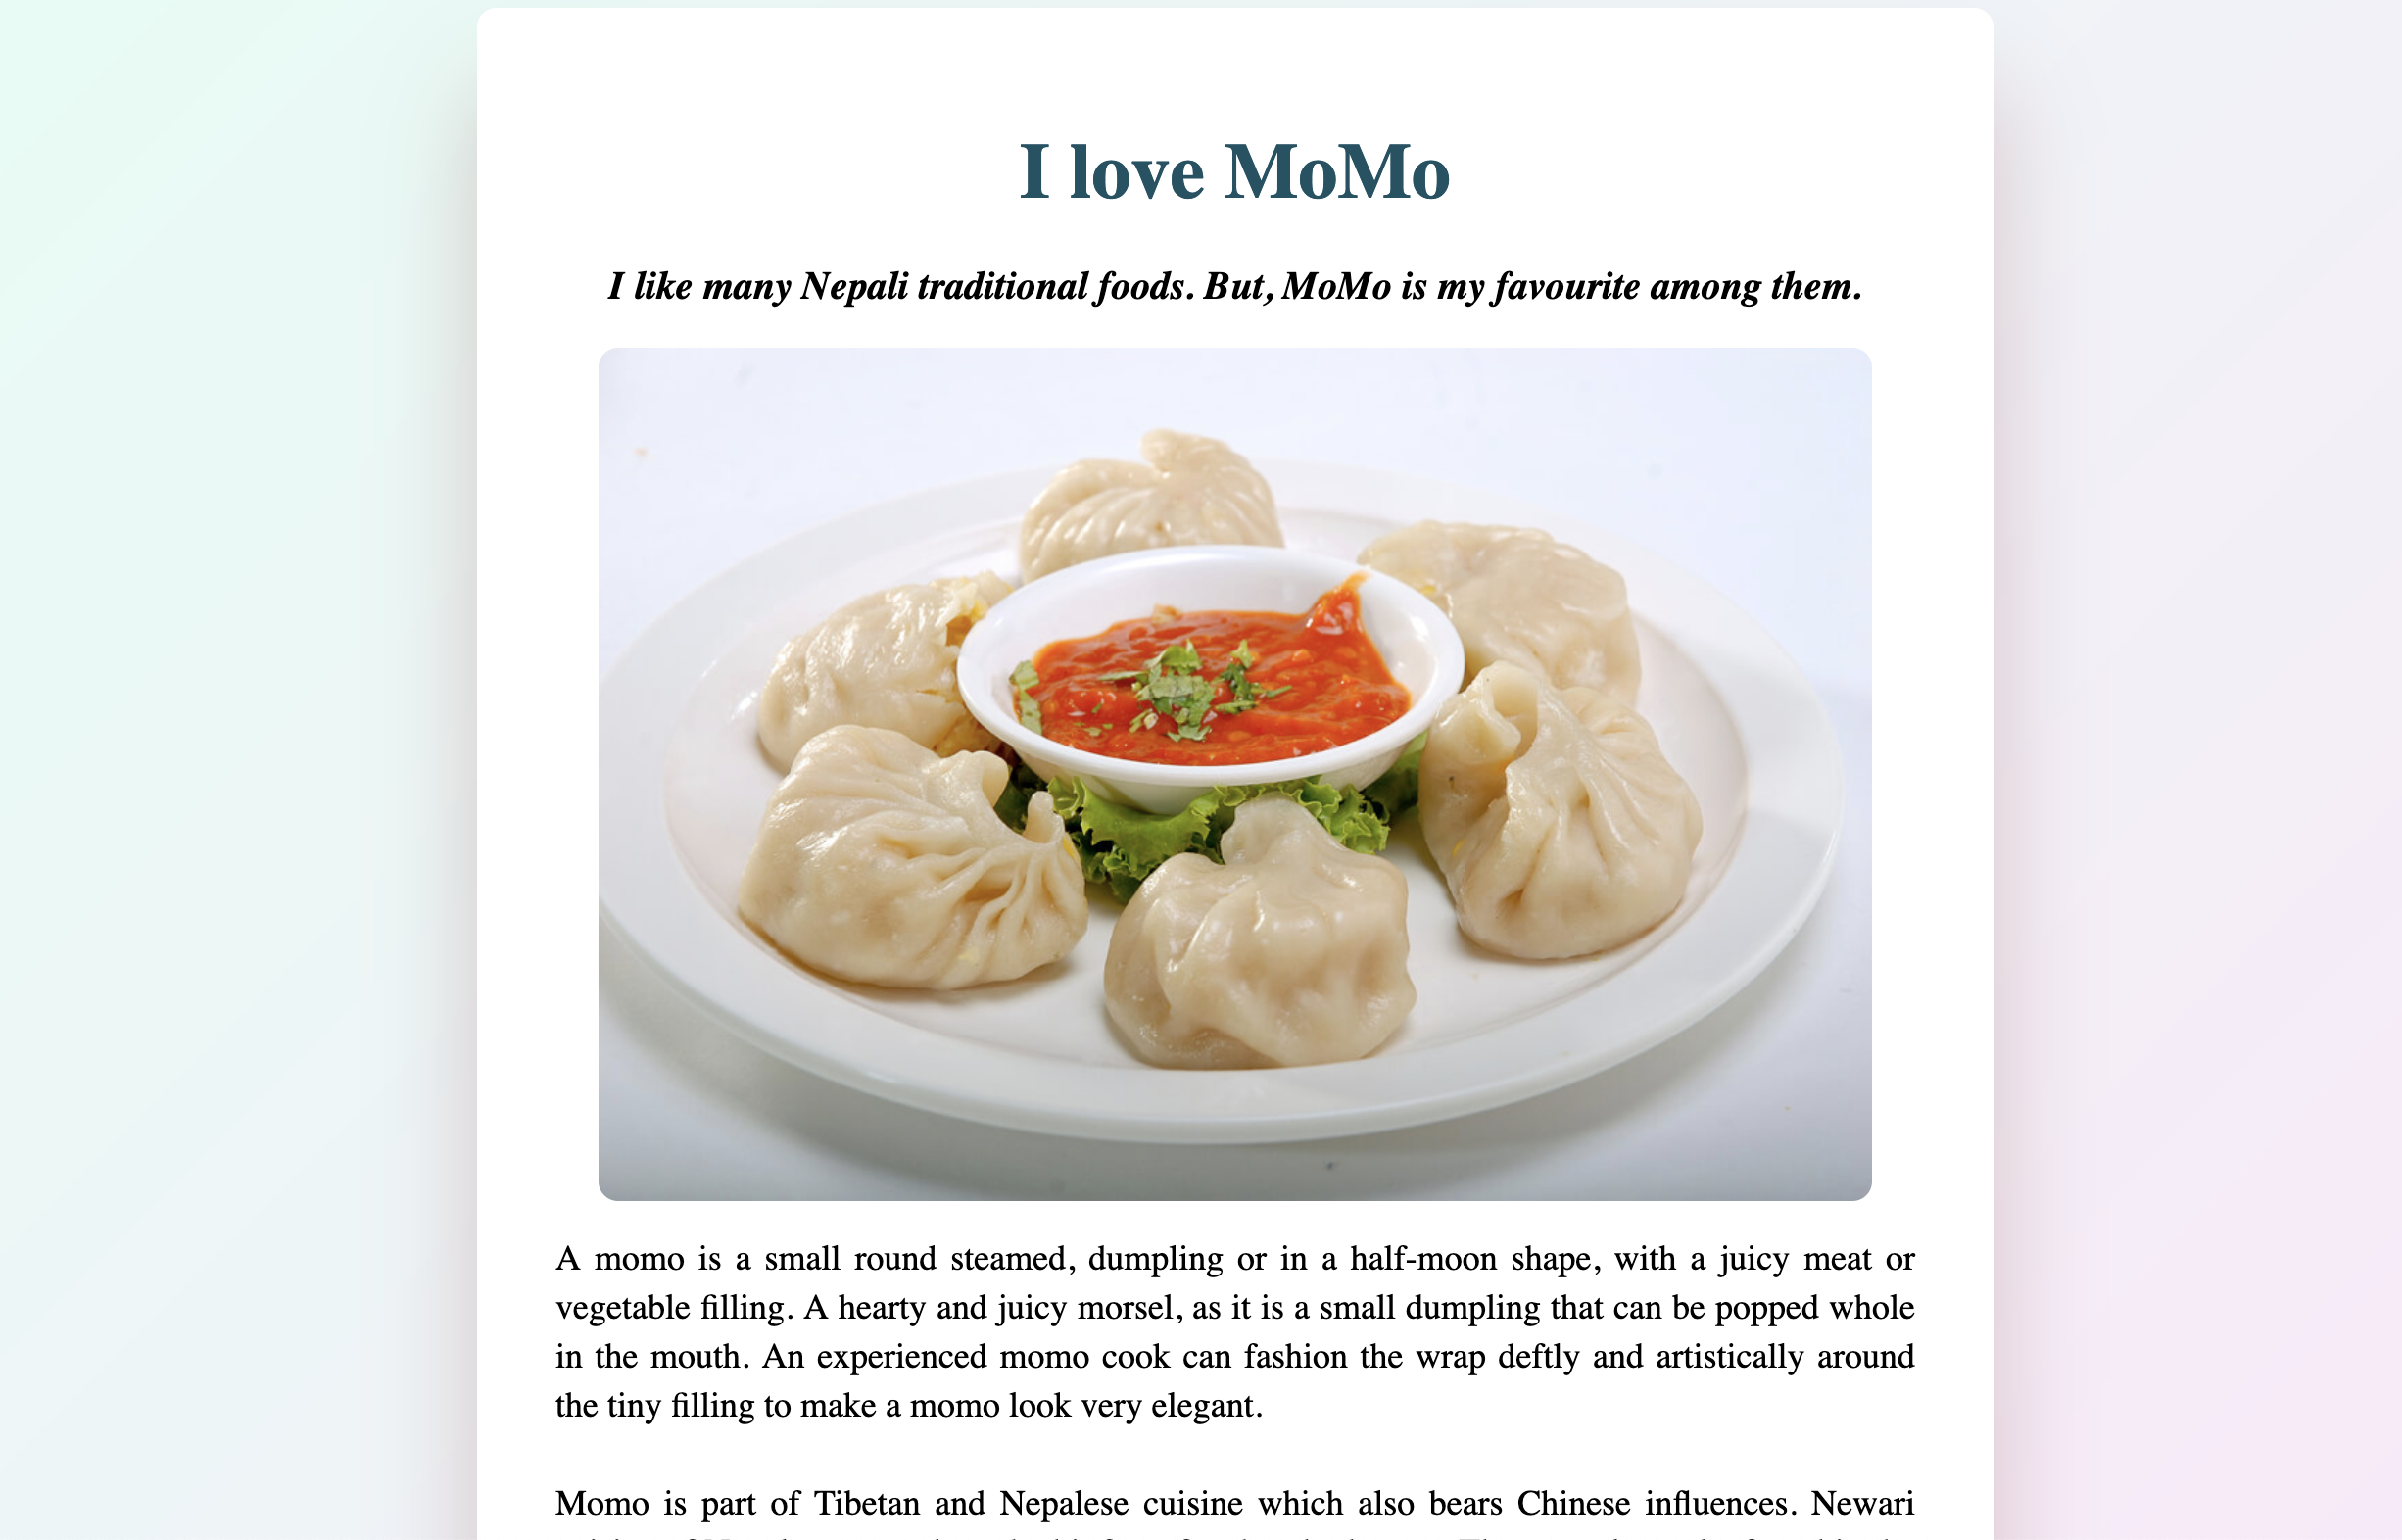 I love MoMo
I like many Nepali traditional foods. But, MoMo is my favourite among them.
A momo is a small round steamed, dumpling or in a half-moon shape, with a juicy meat or
vegetable filling. A hearty and juicy morsel, as it is a small dumpling that can be popped whole
in the mouth. An experienced momo cook can fashion the wrap deftly and artistically around
the tiny filling to make a momo look very elegant.
Momo is part of Tibetan and Nepalese cuisine which also bears Chinese influences. Newari